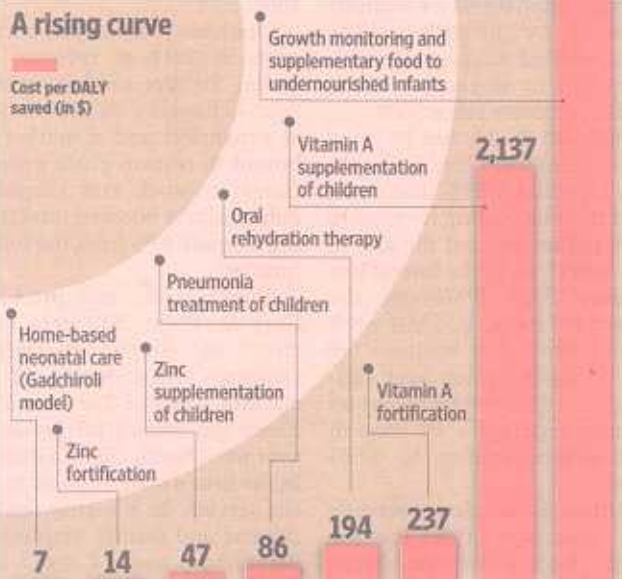 A rising curve
Cost per DALY
saved (in $)
Growth monitoring and
supplementary food to
undernourished infants
Vitamin A
supplementation
of children
2,137
Oral
rehydration therapy
Pneumonia
treatment of children
Home-based
neonatal care
(Gadchiroli
model)
Zinc
supplementation
of children
Vitamin A
fortification
Zinc
fortification
7
14
47
86
194
237